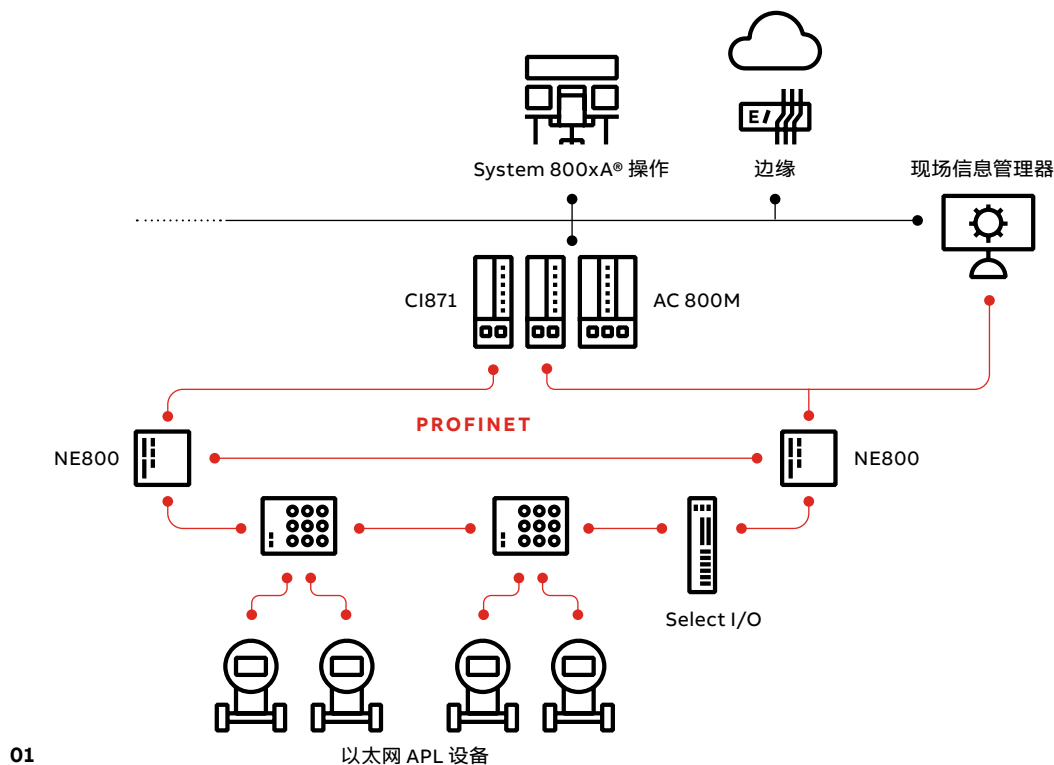 E/
System 800xA® 操作
边缘
现场信息管理器
CI871
AC 800M
PROFINET
NE800
NE800
Select I/O
01
以太网 APL 设备